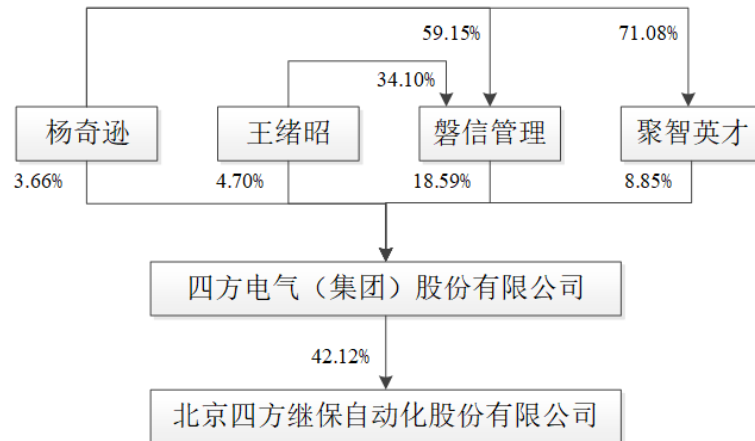 59.15%
71.08%
34.10%
杨奇逊
王绪昭
磐信管理
聚智英才
3.66%
4.70%
18.59%
8.85%
四方电气（集团）股份有限公司
42.12%
北京四方继保自动化股份有限公司